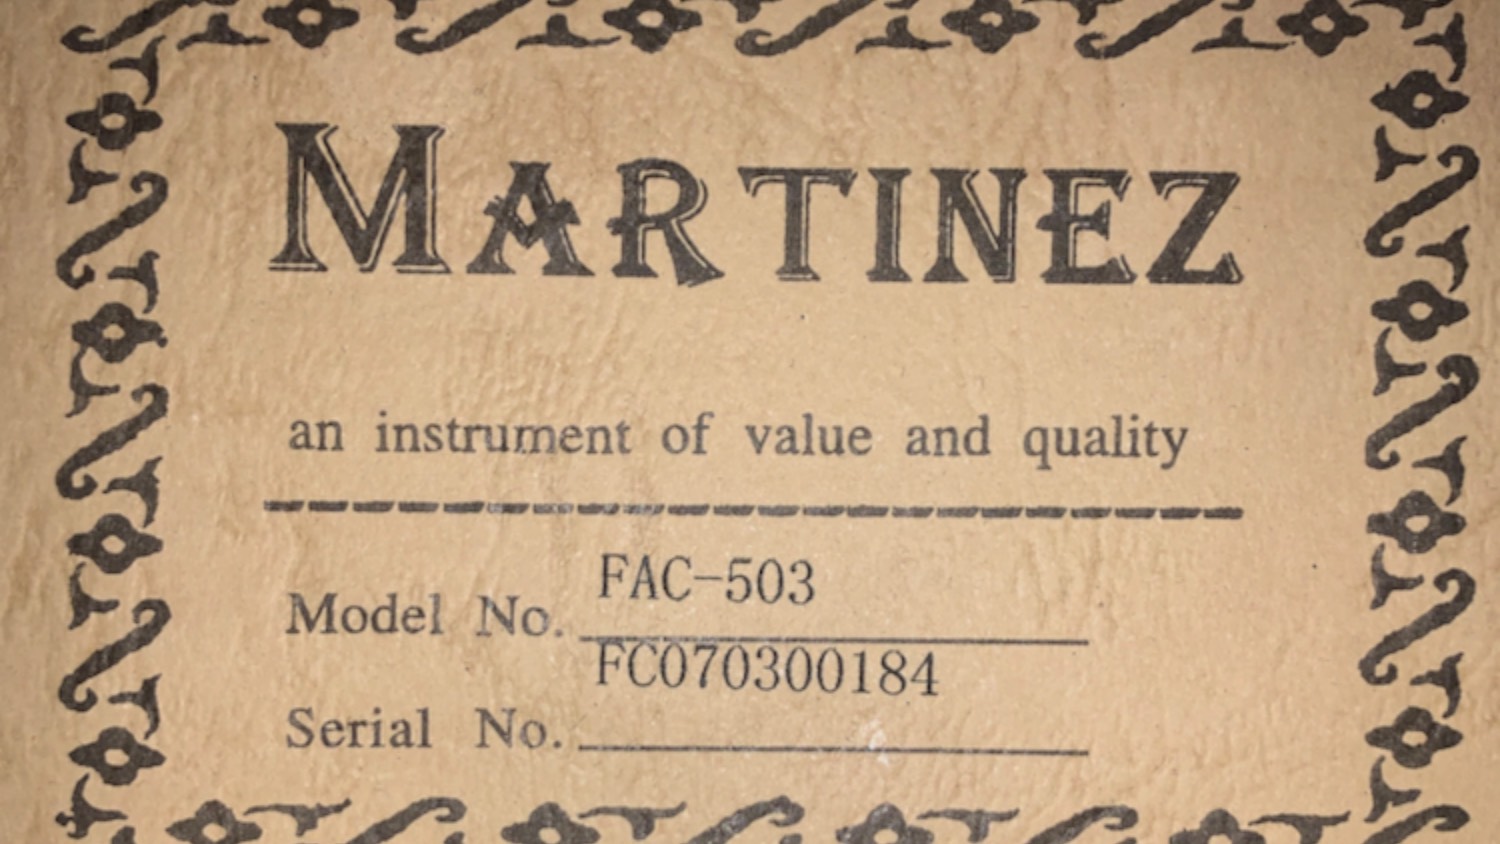 MARTINEZ
an instrument of value and quality
FAC-503
Model No.
FC070300184
Serial No.